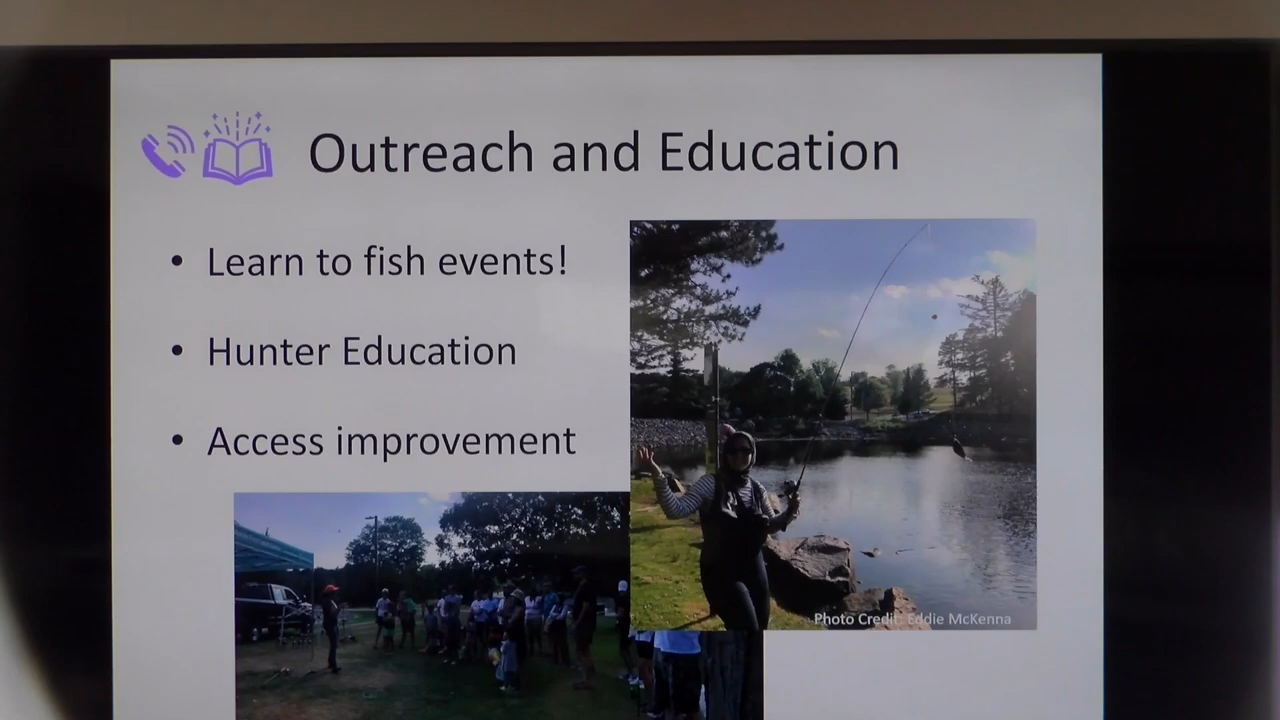 Outreach and Education
• Learn to fish events!
• Hunter Education
• Access improvement
Photo Credit: Eddie McKenna